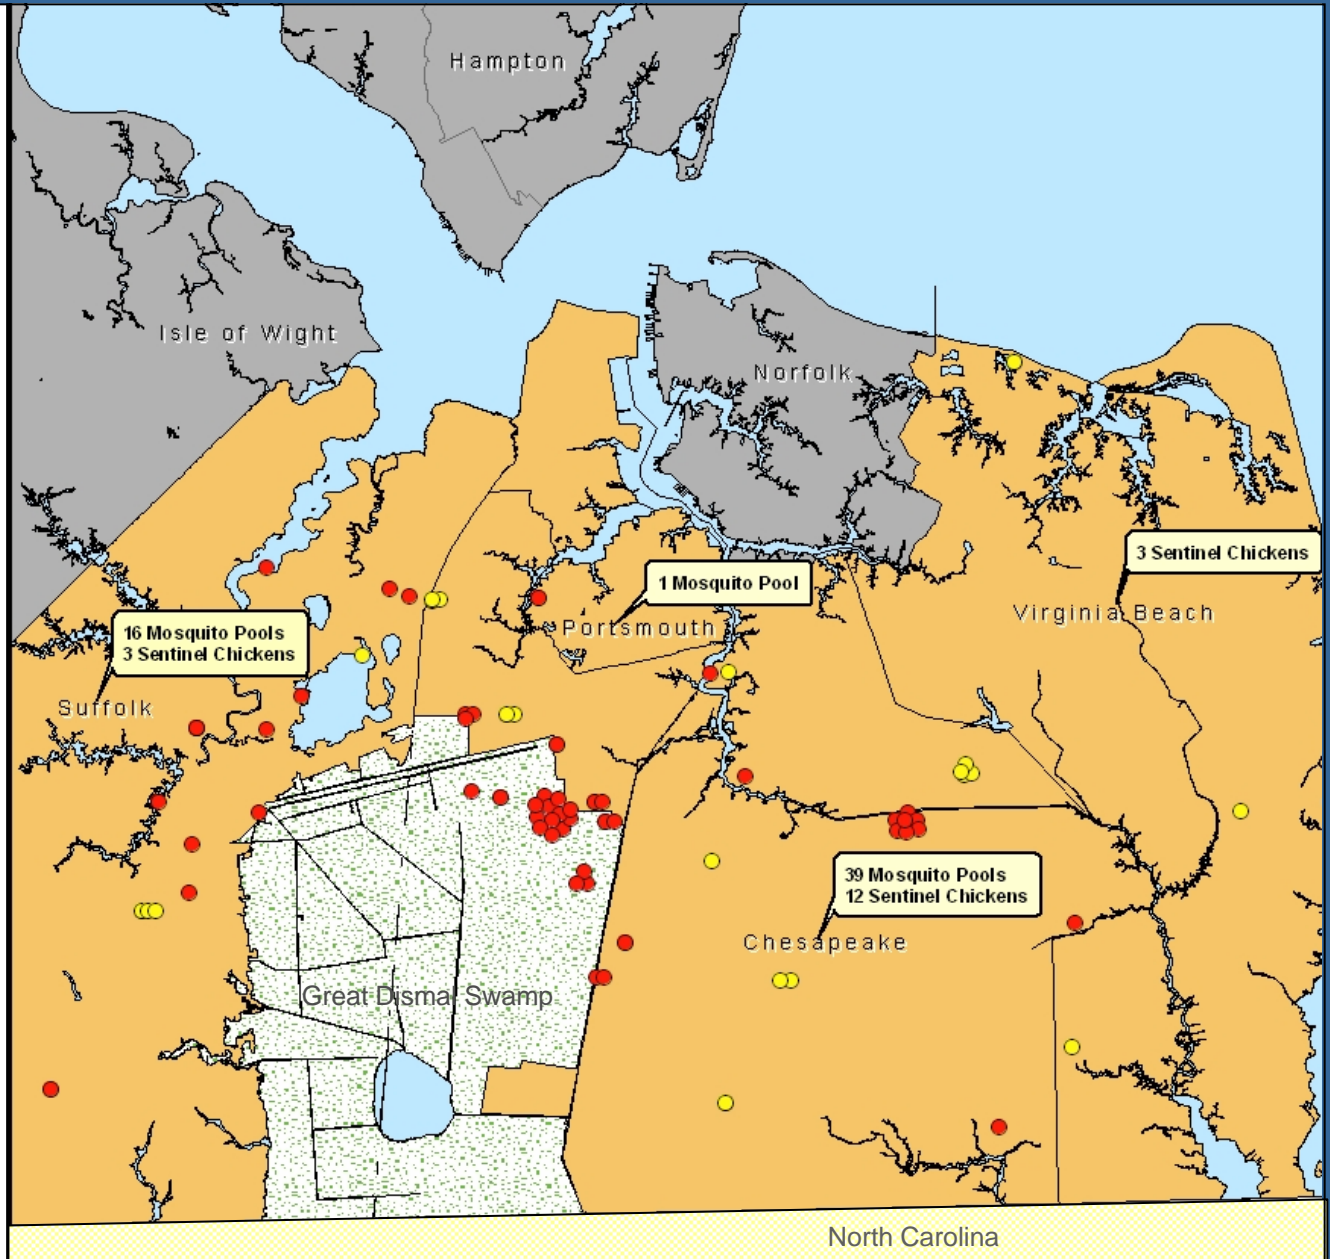 Hampton
Isle of Wight
Norfolk
3 Sentinel Chickens
1 Mosquito Pool
Virginia Beach
16 Mosquito Pools
3 Sentinel Chickens
Portsmouth
Suffolk
39 Mosquito Pools
12 Sentinel Chickens
Chesapeake
Great Dismal Swamp
North Carolina